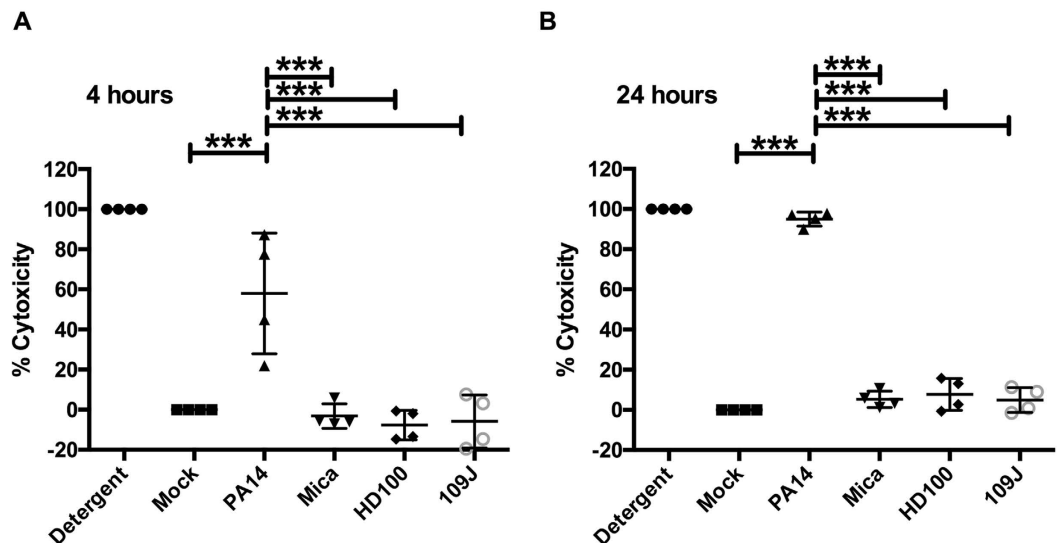 A
4 hours
***
***
***
***
% Cytoxicity
120
100
80
60
40
20
0
-20
Detergent
Mock
PA14
Mica
HD100
109J
B
24 hours
***
***
***
***
% Cytoxicity
120
100
80
60
40
20
0
-20
Detergent
Mock
PA14
Mica
HD100
109J